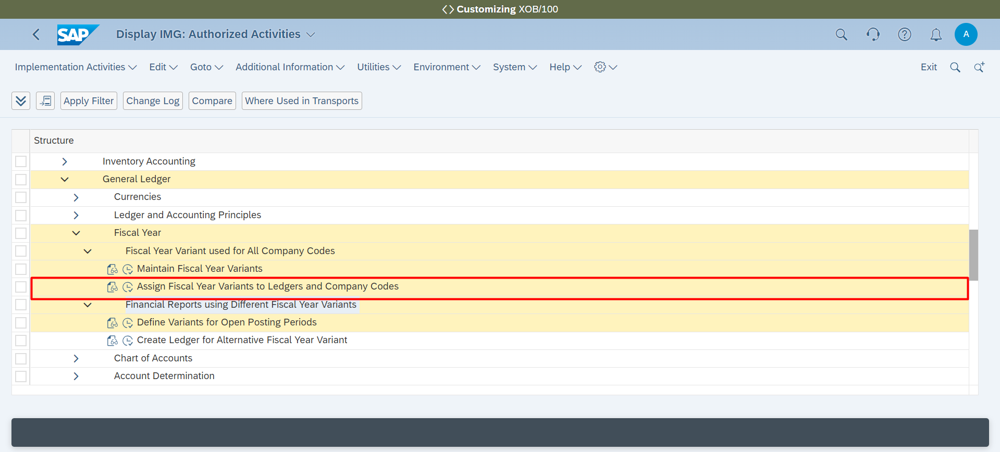 Customizing XOB/100
SAP Display IMG: Authorized Activities A
Implementation Activities Edit Goto Additional Information Utilities Environment System Help Exit
Apply Filter Change Log Compare Where Used in Transports
Structure
Inventory Accounting
General Ledger
Currencies
Ledger and Accounting Principles
Fiscal Year
Fiscal Year Variant used for All Company Codes
Maintain Fiscal Year Variants
Assign Fiscal Year Variants to Ledgers and Company Codes
Financial Reports using Different Fiscal Year Variants
Define Variants for Open Posting Periods
Create Ledger for Alternative Fiscal Year Variant
Chart of Accounts
Account Determination